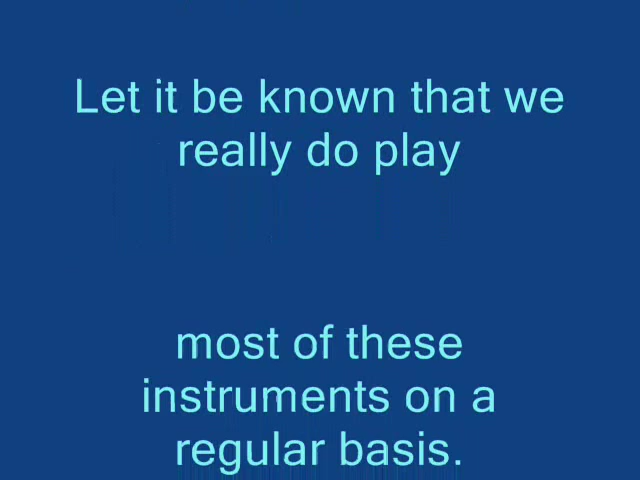 Let it be known that we
really do play
most of these
instruments on a
regular basis.